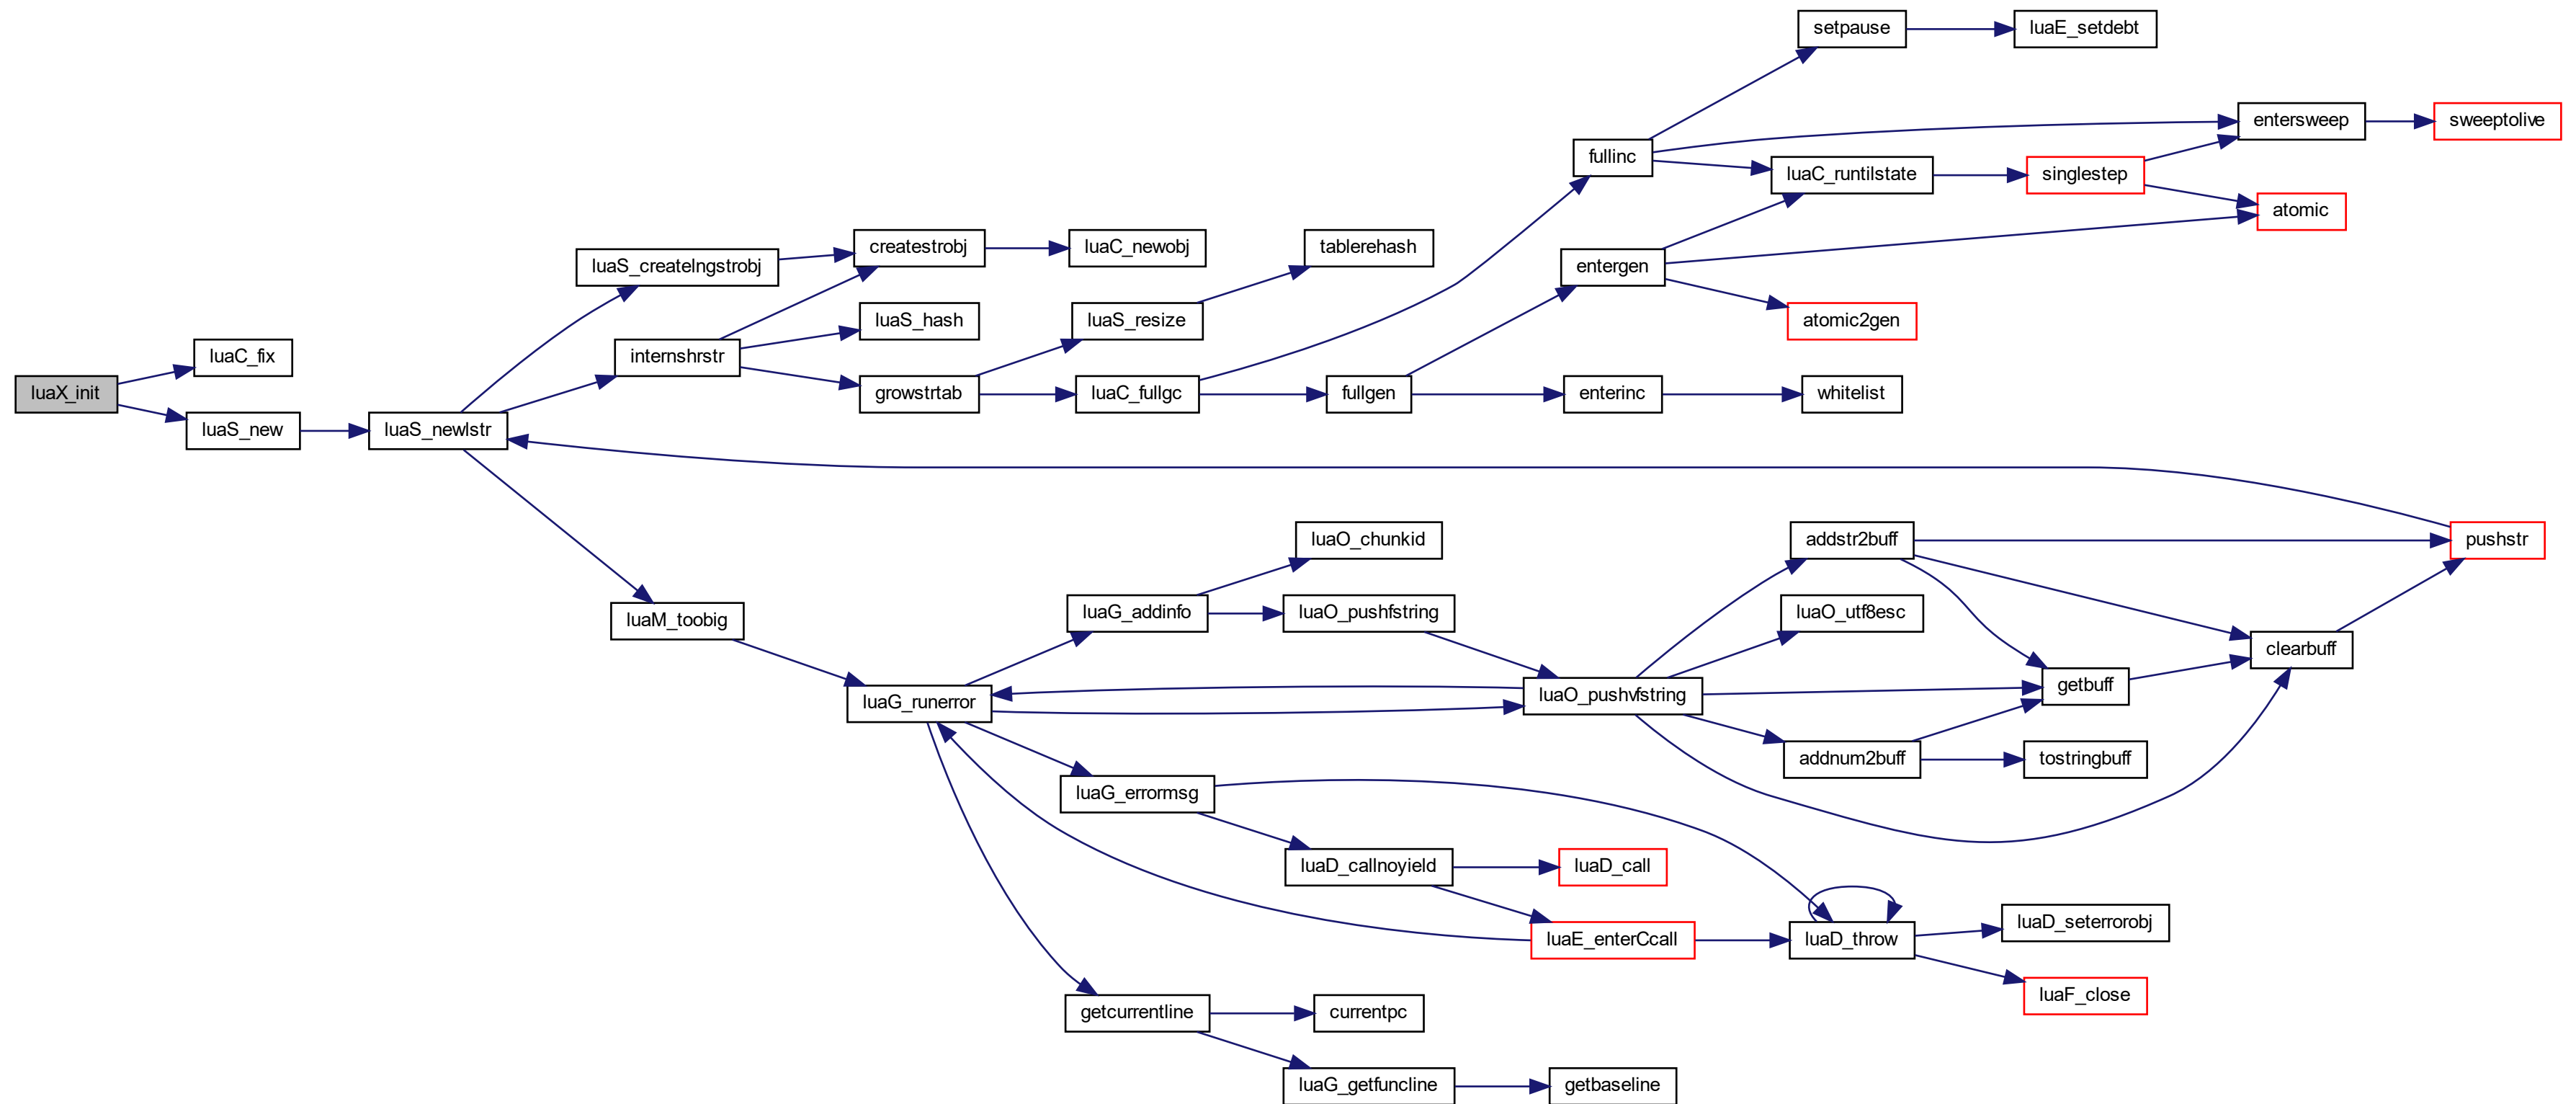 setpause
luaE_setdebt
entersweep
sweeptolive
fullinc
luaC_runtilstate
singlestep
atomic
createstrobj
luaC_newobj
tablerehash
luaS_createlngstrobj
entergen
luaS_hash
luaS_resize
atomic2gen
luaC_fix
internshrstr
luaX_init
growstrtab
luaC_fullgc
fullgen
enterinc
whitelist
luaS_new
luaS_newlstr
luaO_chunkid
addstr2buff
pushstr
luaG_addinfo
luaO_pushfstring
luaO_utf8esc
luaM_toobig
clearbuff
getbuff
luaG_runerror
luaO_pushvfstring
addnum2buff
tostringbuff
luaG_errormsg
luaD_callnoyield
luaD_call
luaD_seterrorobj
luaE_enterCcall
luaD_throw
luaF_close
getcurrentline
currentpc
luaG_getfuncline
getbaseline